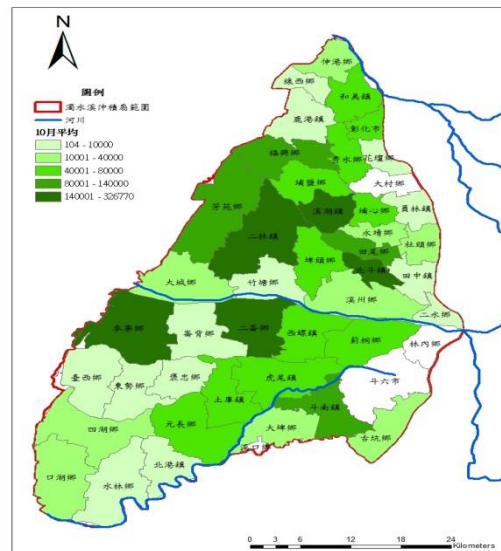 N
圖例
濁水溪沖積扇範圍
河川
10月平均
104 - 10000
10001 - 40000
40001 - 80000
80001 - 140000
140001 - 326770
伸港鄉
線西鄉
和美鎮
鹿港鎮
彰化市
福興鄉
秀水鄉
花壇鄉
大村鄉
埔鹽鄉
芳苑鄉
溪湖鎮
埔心鄉
員林鎮
二林鎮
永靖鄉
社頭鄉
埤頭鄉
田尾鄉
北斗鎮
田中鎮
大城鄉
竹塘鄉
溪州鄉
二水鄉
麥寮鄉
崙背鄉
二崙鄉
西螺鎮
莿桐鄉
林內鄉
臺西鄉
東勢鄉
褒忠鄉
虎尾鎮
斗六市
土庫鎮
斗南鎮
四湖鄉
元長鄉
大埤鄉
古坑鄉
溪口鄉
北港鎮
口湖鄉
水林鄉
0 4 8 12 16 20 24
Kilometers